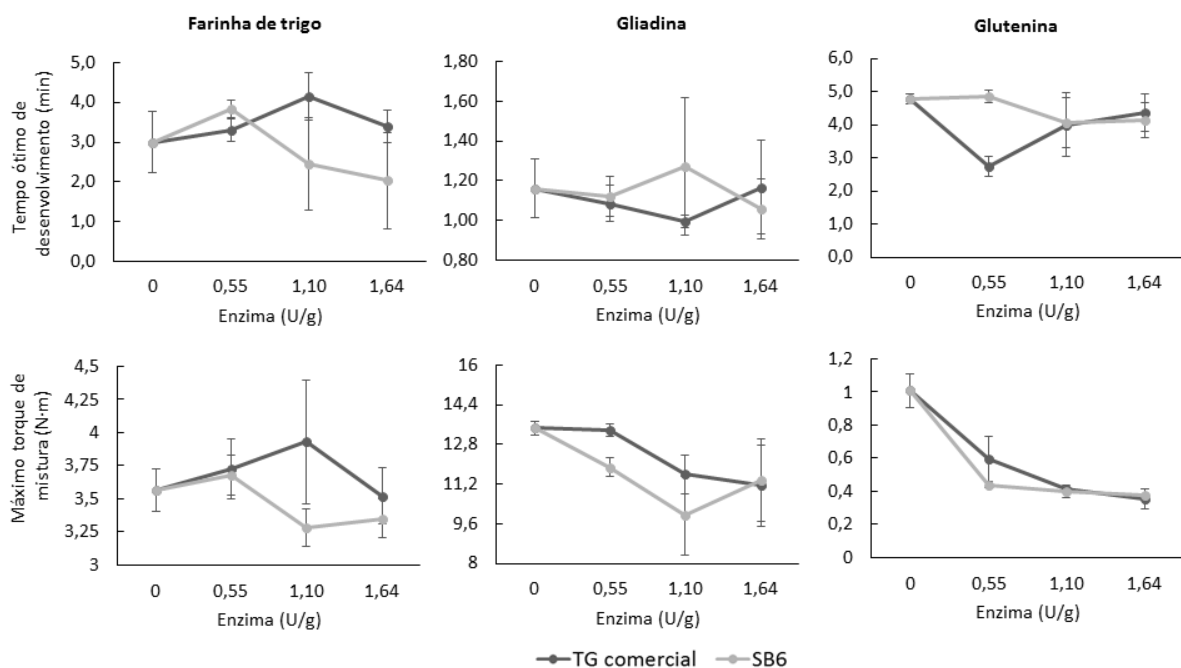 Farinha de trigo
Tempo ótimo de
desenvolvimento (min)
5,0
4,0
3,0
2,0
1,0
0,0
0 0,55 1,10 1,64
Enzima (U/g)
Gliadina
1,80
1,60
1,40
1,20
1,00
0,80
0 0,55 1,10 1,64
Enzima (U/g)
Glutenina
6,0
5,0
4,0
3,0
2,0
1,0
0,0
0 0,55 1,10 1,64
Enzima (U/g)
Máximo torque de
mistura (N·m)
4,5
4,25
4
3,75
3,5
3,25
3
0 0,55 1,10 1,64
Enzima (U/g)
16
14,4
12,8
11,2
9,6
8
0 0,55 1,10 1,64
Enzima (U/g)
1,2
1
0,8
0,6
0,4
0,2
0
0 0,55 1,10 1,64
Enzima (U/g)
TG comercial SB6